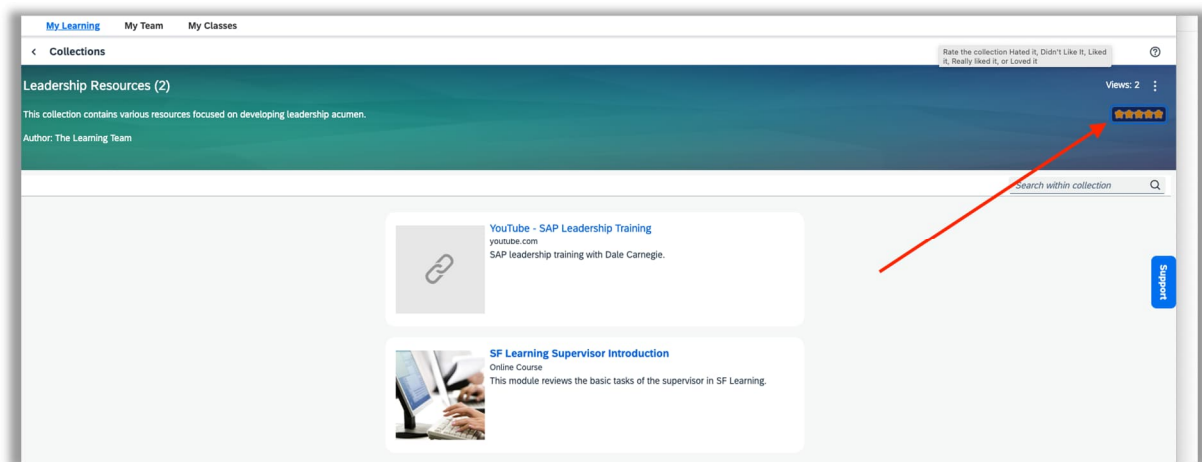 My Learning My Team My Classes
Collections
Rate the collection Hated it, Didn't Like It, Liked
it, Really liked it, or Loved it
Leadership Resources (2)
Views: 2
This collection contains various resources focused on developing leadership acumen.
Author: The Learning Team
Search within collection
YouTube - SAP Leadership Training
youtube.com
SAP leadership training with Dale Carnegie.
Support
SF Learning Supervisor Introduction
Online Course
This module reviews the basic tasks of the supervisor in SF Learning.